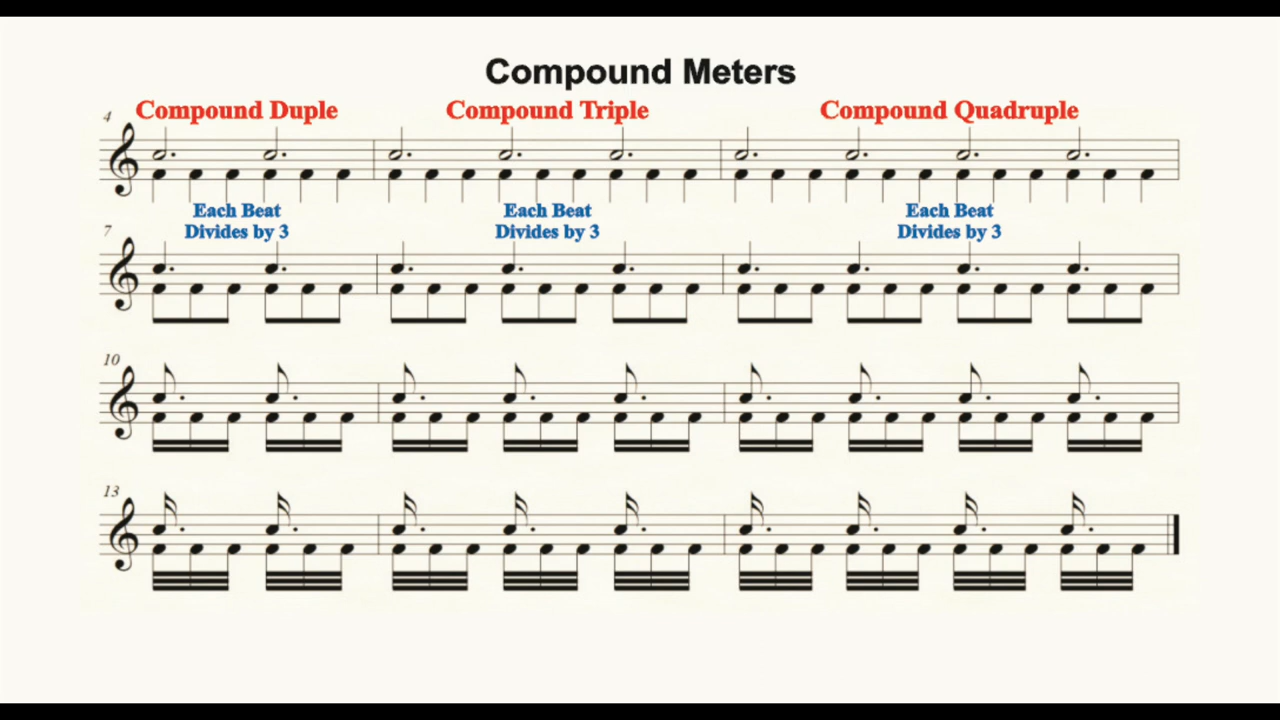 Compound Meters
Compound Duple Compound Triple Compound Quadruple
4
Each Beat Each Beat Each Beat
Divides by 3 Divides by 3 Divides by 3
7
10
13